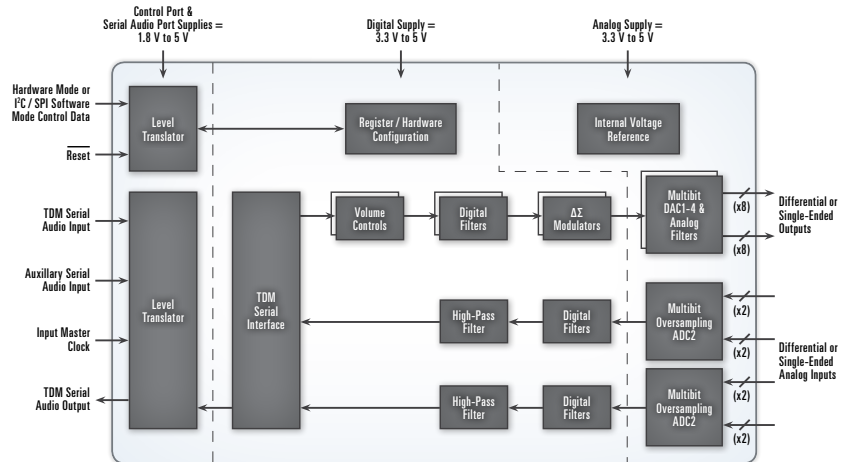 Control Port &
Serial Audio Port Supplies =
1.8 V to 5 V
Digital Supply =
3.3 V to 5 V
Analog Supply =
3.3 V to 5 V
Hardware Mode or
I²C / SPI Software
Mode Control Data
Reset
Level
Translator
Register / Hardware
Configuration
Internal Voltage
Reference
TDM Serial
Audio Input
Auxillary Serial
Audio Input
Input Master
Clock
TDM Serial
Audio Output
Level
Translator
TDM
Serial
Interface
Volume
Controls
Digital
Filters
ΔΣ
Modulators
Multibit
DAC1-4 &
Analog
Filters
(x8)
(x8)
Differential or
Single-Ended
Outputs
High-Pass
Filter
Digital
Filters
Multibit
Oversampling
ADC2
(x2)
(x2)
Differential or
Single-Ended
Analog Inputs
High-Pass
Filter
Digital
Filters
Multibit
Oversampling
ADC2
(x2)
(x2)